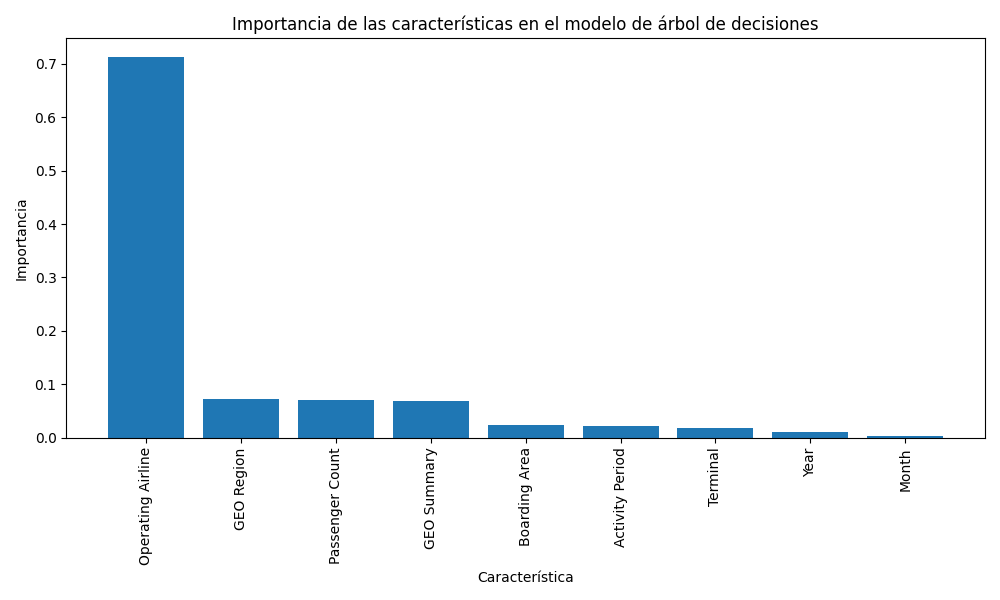 Importancia de las características en el modelo de árbol de decisiones
0.7
0.6
0.5
0.4
0.3
0.2
0.1
0.0
Importancia
Operating Airline
GEO Region
Passenger Count
GEO Summary
Boarding Area
Activity Period
Terminal
Year
Month
Característica